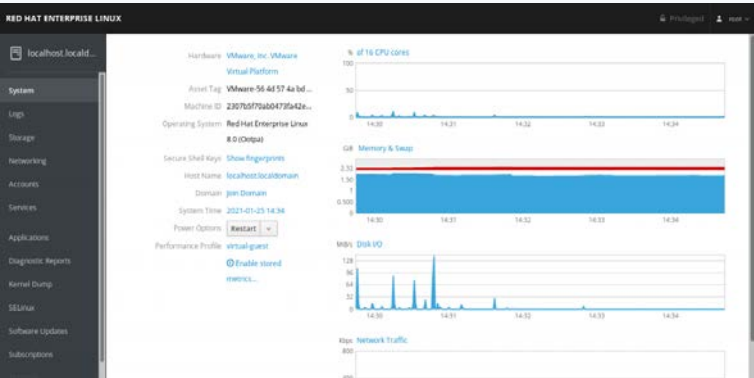 RED HAT ENTERPRISE LINUX
Privileged
root
localhost.locald...
System
Logs
Storage
Networking
Accounts
Services
Applications
Diagnostic Reports
Kernel Dump
SELinux
Software Updates
Subscriptions
Hardware VMware, Inc. VMware
Virtual Platform
Asset Tag VMware-56 4d 57 4a bd ...
Machine ID 2307b5f70ab0473fa42e...
Operating System Red Hat Enterprise Linux
8.0 (Ootpa)
Secure Shell Keys Show fingerprints
Host Name localhost.localdomain
Domain Join Domain
System Time 2021-01-25 14:34
Power Options Restart
Performance Profile virtual-guest
Enable stored
metrics...
% of 16 CPU cores
100
50
0
14:30 14:31 14:32 14:33 14:34
GB Memory & Swap
2.32
1.50
1
0.500
0
14:30 14:31 14:32 14:33 14:34
MiB/s Disk I/O
128
96
64
32
0
14:30 14:31 14:32 14:33 14:34
Kbps Network Traffic
800